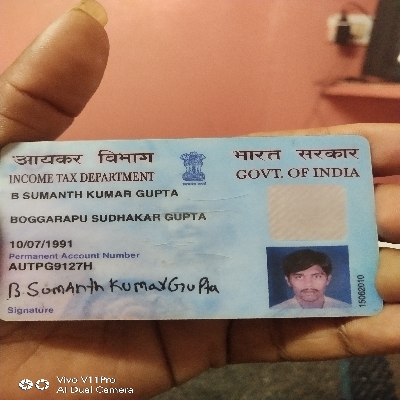 आयकर विभाग
INCOME TAX DEPARTMENT
भारत सरकार
GOVT. OF INDIA
B SUMANTH KUMAR GUPTA
BOGGARAPU SUDHAKAR GUPTA
10/07/1991
Permanent Account Number
AUTPG9127H
B.Sumanth Kumar Gupta
Signature
15062010
Vivo V11Pro
AI Dual Camera